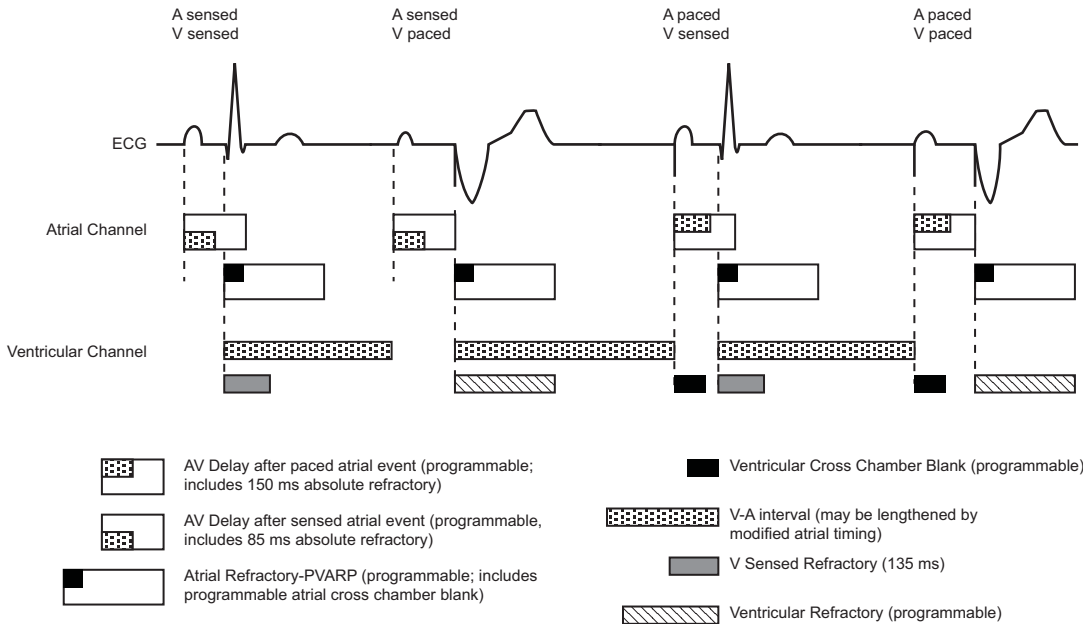 A sensed
V sensed
A sensed
V paced
A paced
V sensed
A paced
V paced
ECG
Atrial Channel
Ventricular Channel
AV Delay after paced atrial event (programmable;
includes 150 ms absolute refractory)
AV Delay after sensed atrial event (programmable,
includes 85 ms absolute refractory)
Atrial Refractory-PVARP (programmable; includes
programmable atrial cross chamber blank)
Ventricular Cross Chamber Blank (programmable)
V-A interval (may be lengthened by
modified atrial timing)
V Sensed Refractory (135 ms)
Ventricular Refractory (programmable)